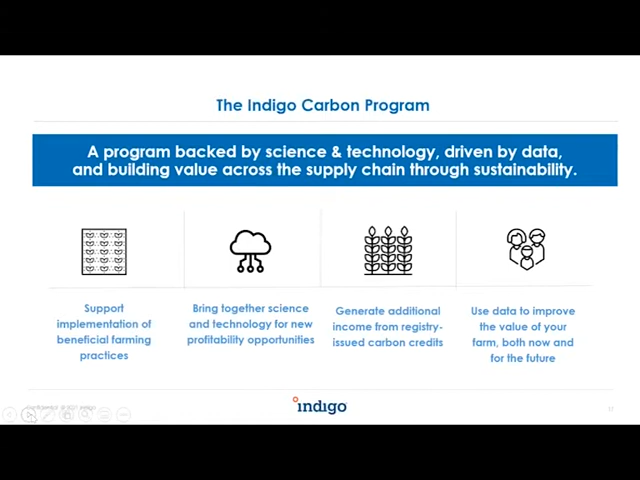 The Indigo Carbon Program
A program backed by science & technology, driven by data,
and building value across the supply chain through sustainability.
Support
implementation of
beneficial farming
practices
Bring together science
and technology for new
profitability opportunities
Generate additional
income from registry-
issued carbon credits
Use data to improve
the value of your
farm, both now and
for the future
indigo